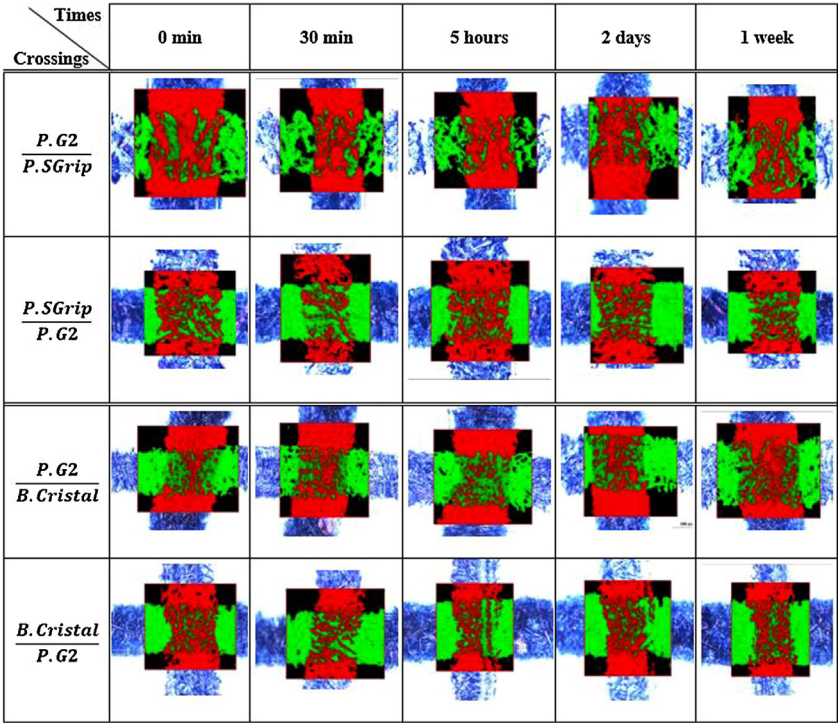 Times
Crossings
0 min
30 min
5 hours
2 days
1 week
P.G2
P.SGrip
P.SGrip
P.G2
P.G2
B.Cristal
B.Cristal
P.G2